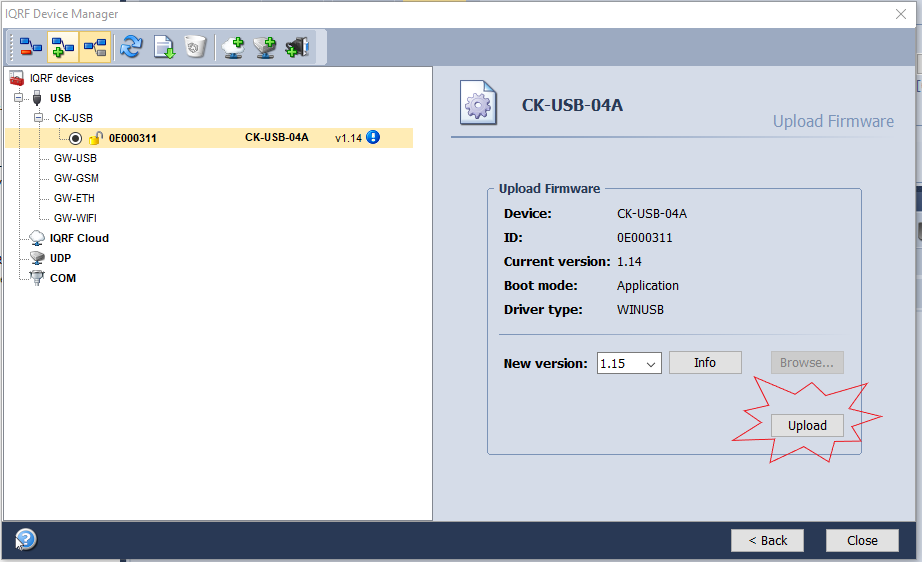 IQRF Device Manager
IQRF devices
USB
CK-USB
0E000311 CK-USB-04A v1.14
GW-USB
GW-GSM
GW-ETH
GW-WIFI
IQRF Cloud
UDP
COM
CK-USB-04A
Upload Firmware
Upload Firmware
Device: CK-USB-04A
ID: 0E000311
Current version: 1.14
Boot mode: Application
Driver type: WINUSB
New version: 1.15 Info Browse...
Upload
< Back Close